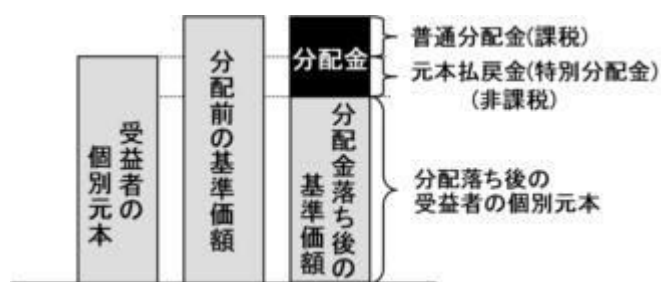 受益者の
個別元本
分配前の基準価額
分配金
分配金落ち後の
基準価額
普通分配金(課税)
元本払戻金(特別分配金)
(非課税)
分配落ち後の
受益者の個別元本